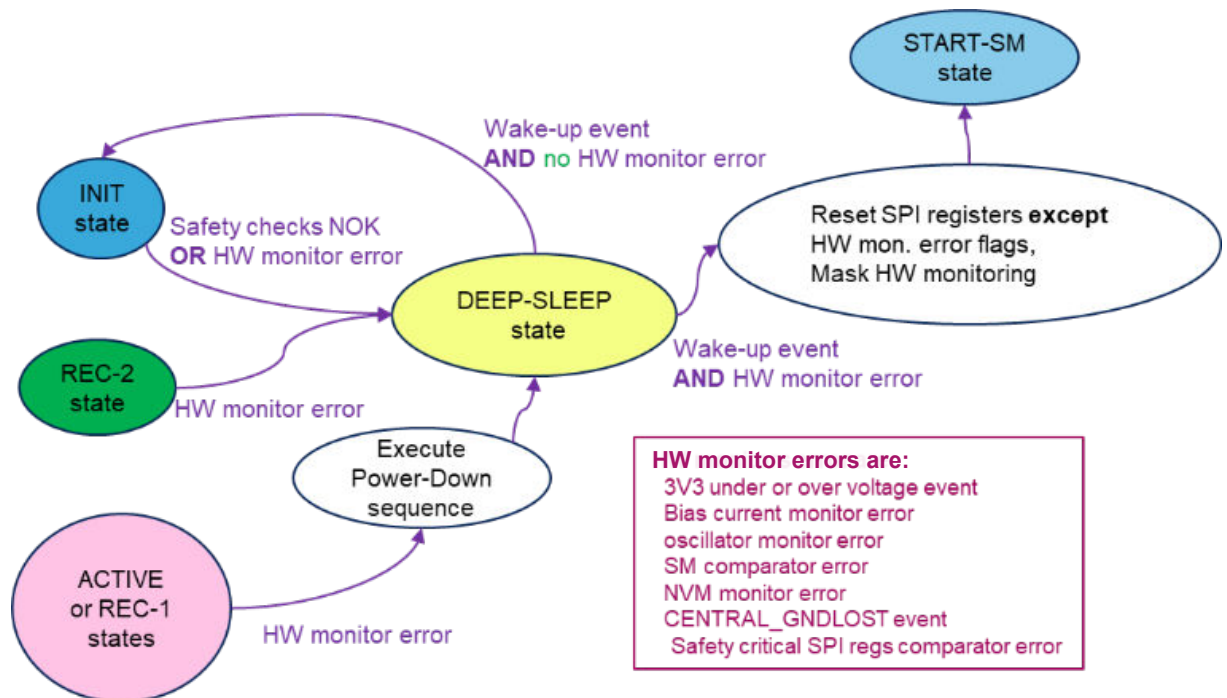 START-SM
state
Wake-up event
AND no HW monitor error
INIT
state
Safety checks NOK
OR HW monitor error
Reset SPI registers except
HW mon. error flags,
Mask HW monitoring
DEEP-SLEEP
state
Wake-up event
AND HW monitor error
REC-2
state
HW monitor error
Execute
Power-Down
sequence
ACTIVE
or REC-1
states
HW monitor error
HW monitor errors are:
3V3 under or over voltage event
Bias current monitor error
oscillator monitor error
SM comparator error
NVM monitor error
CENTRAL_GNDLOST event
Safety critical SPI regs comparator error